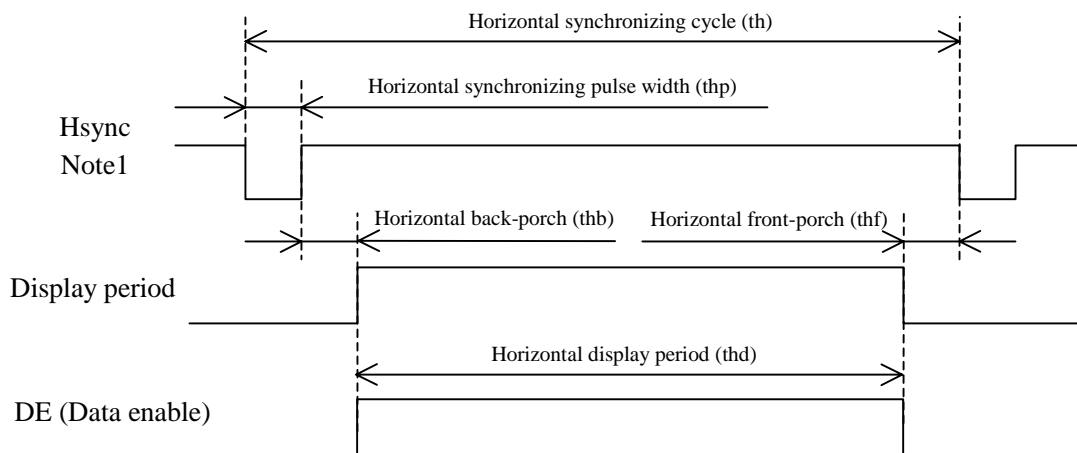 Horizontal synchronizing cycle (th)
Horizontal synchronizing pulse width (thp)
Hsync
Note1
Horizontal back-porch (thb)
Horizontal front-porch (thf)
Display period
Horizontal display period (thd)
DE (Data enable)